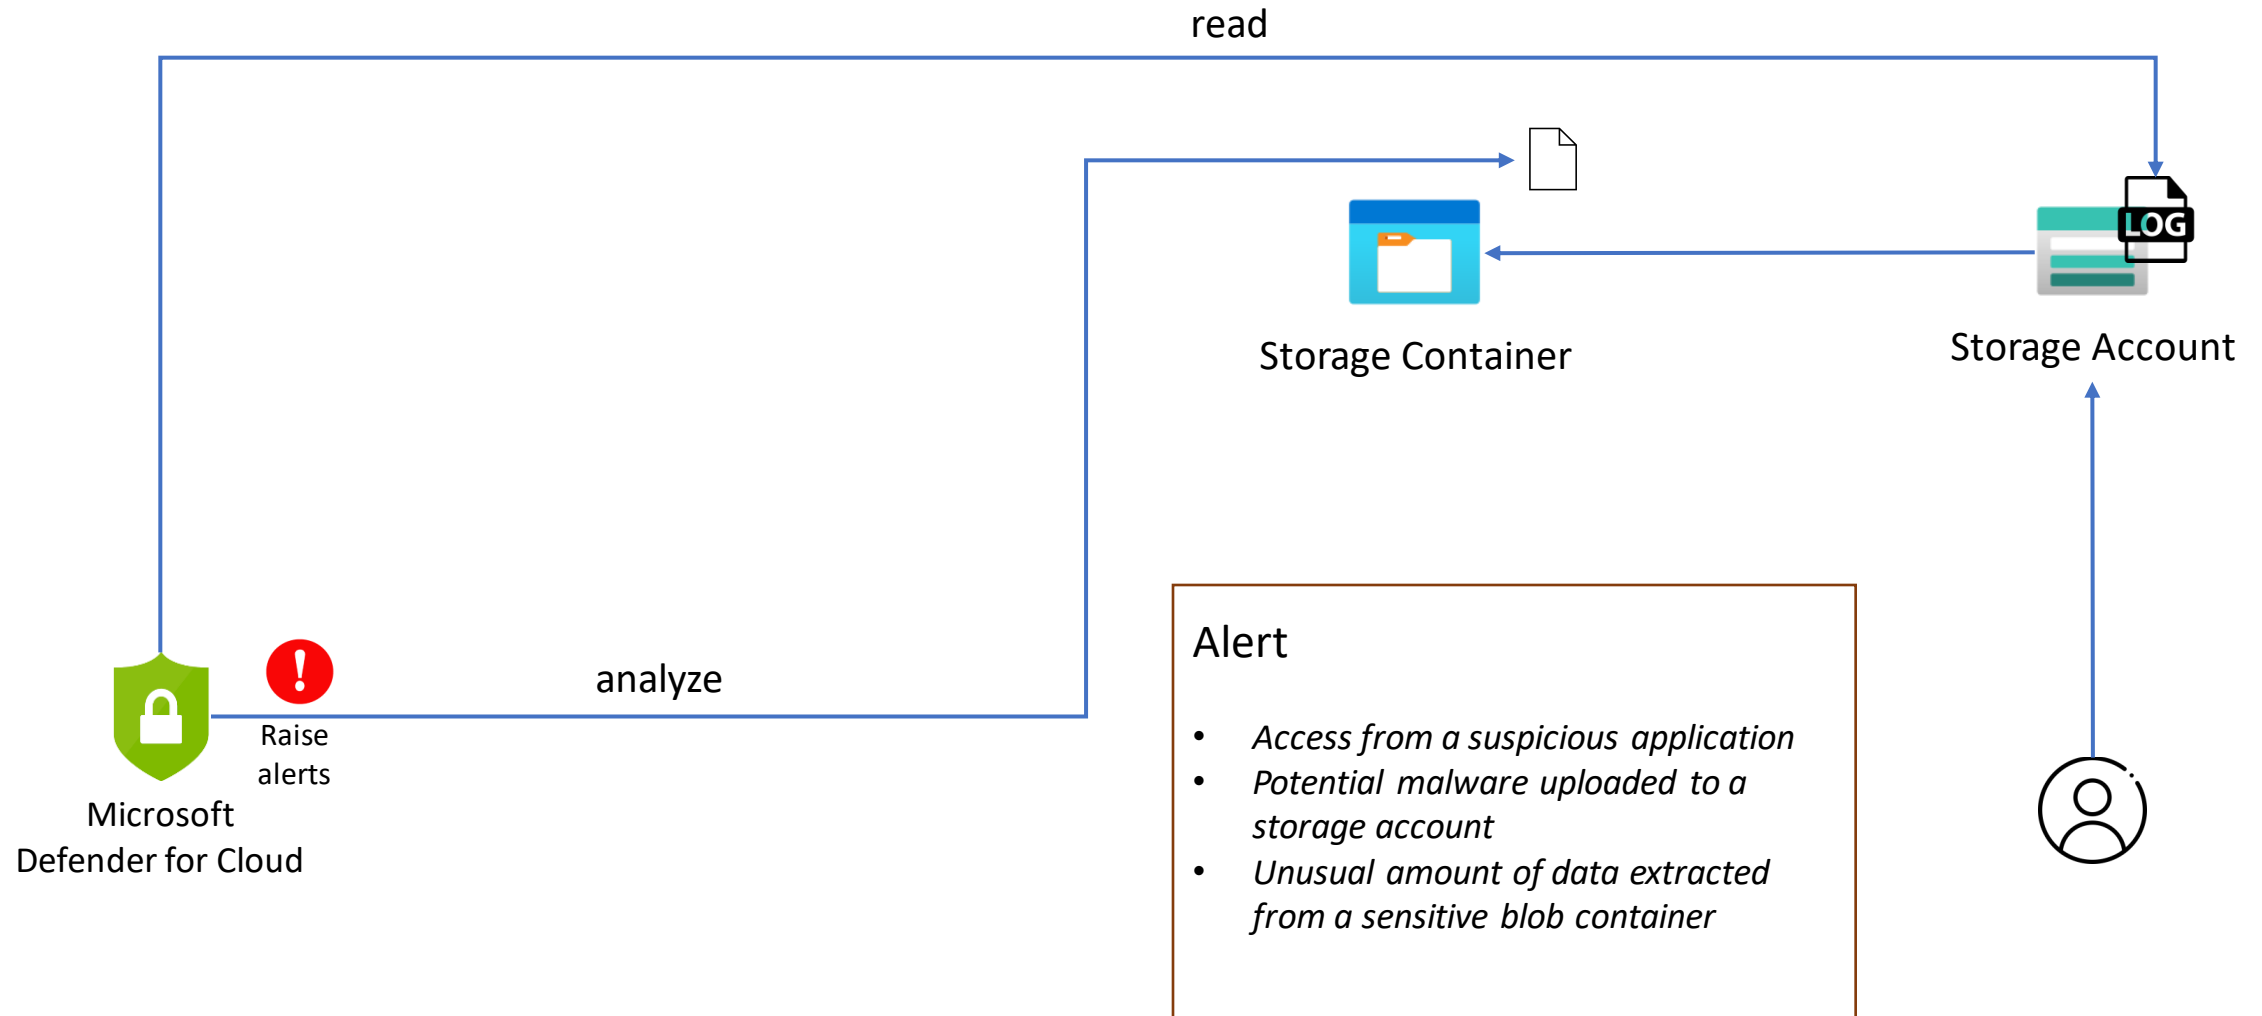 read
LOG
Storage Container
Storage Account
analyze
Raise
alerts
Microsoft
Defender for Cloud
Alert
• Access from a suspicious application
• Potential malware uploaded to a
storage account
• Unusual amount of data extracted
from a sensitive blob container